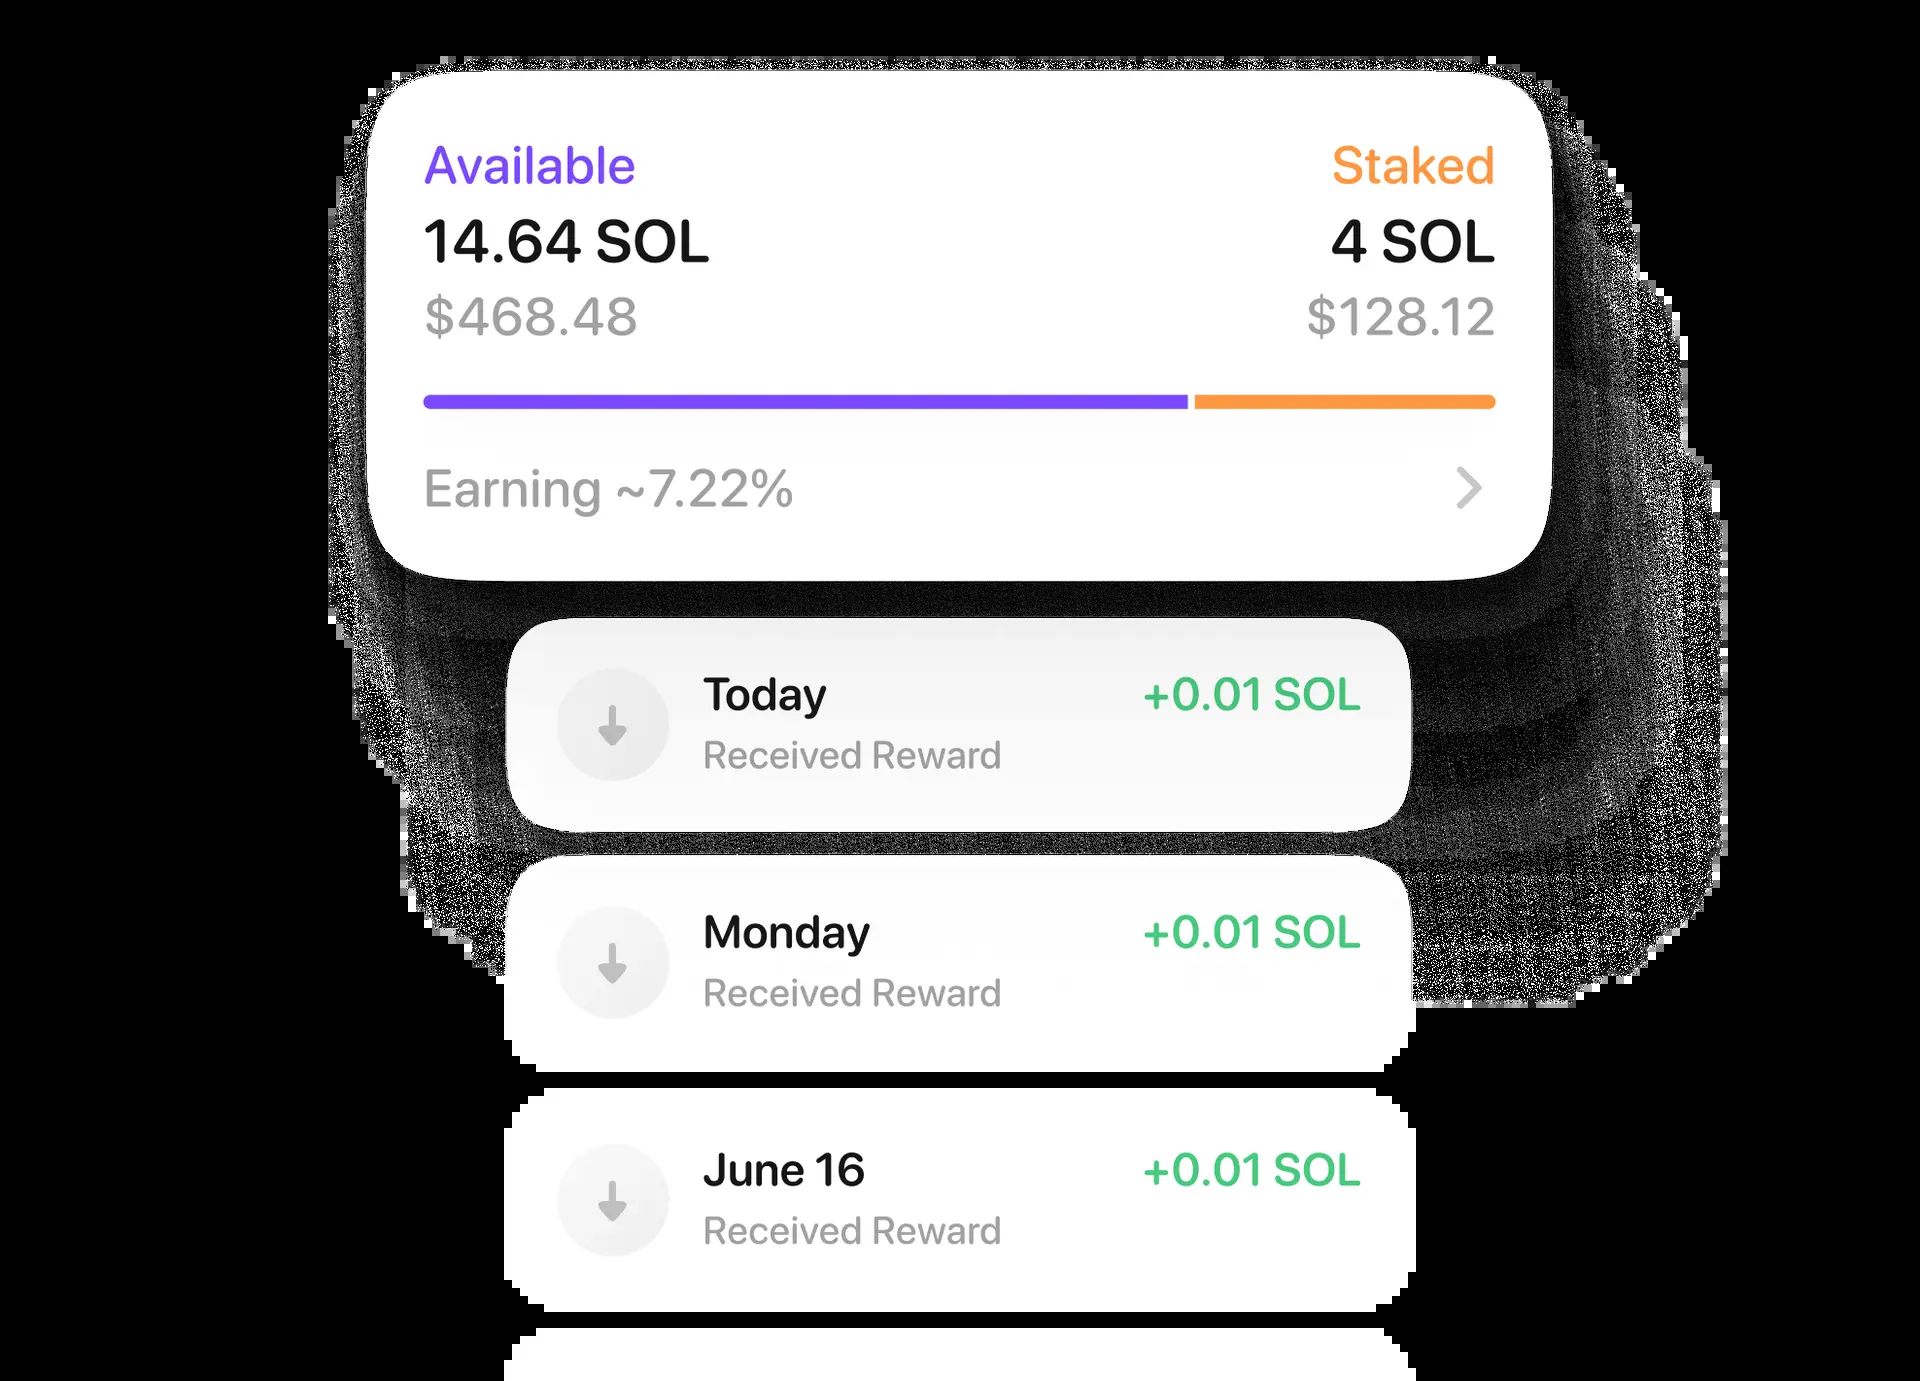 Available
Staked
14.64 SOL
4 SOL
$468.48
$128.12
Earning ~7.22%
Today
+0.01 SOL
Received Reward
Monday
+0.01 SOL
Received Reward
June 16
+0.01 SOL
Received Reward